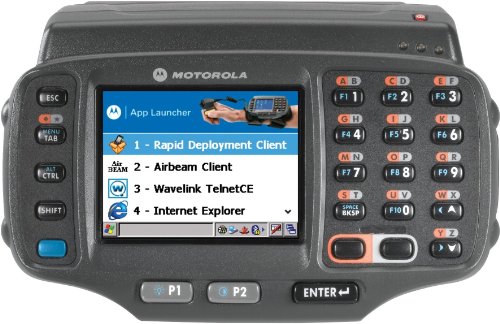 MOTOROLA
App Launcher
1 - Rapid Deployment Client
Air BEAM 2 - Airbeam Client
3 - Wavelink TelnetCE
4 - Internet Explorer
ESC
MENU
TAB
ALT
CTRL
SHIFT
A B C D E F
F1 1 F2 2 F3 3
G H I J K L
F4 4 F5 5 F6 6
M N O P Q R
F7 7 F8 8 F9 9
S T U V W X
SPACE
BKSP F10 0
Y Z
P1 P2 ENTER